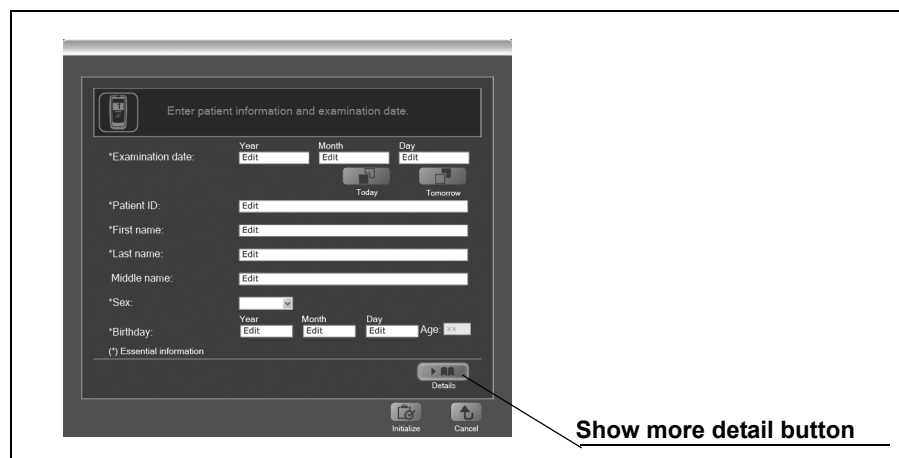 Enter patient information and examination date.
Year Month Day
*Examination date: Edit Edit Edit
Today Tomorrow
*Patient ID: Edit
*First name: Edit
*Last name: Edit
Middle name: Edit
*Sex:
Year Month Day
*Birthday: Edit Edit Edit Age: xx
(*) Essential information
Details
Initialize Cancel
Show more detail button